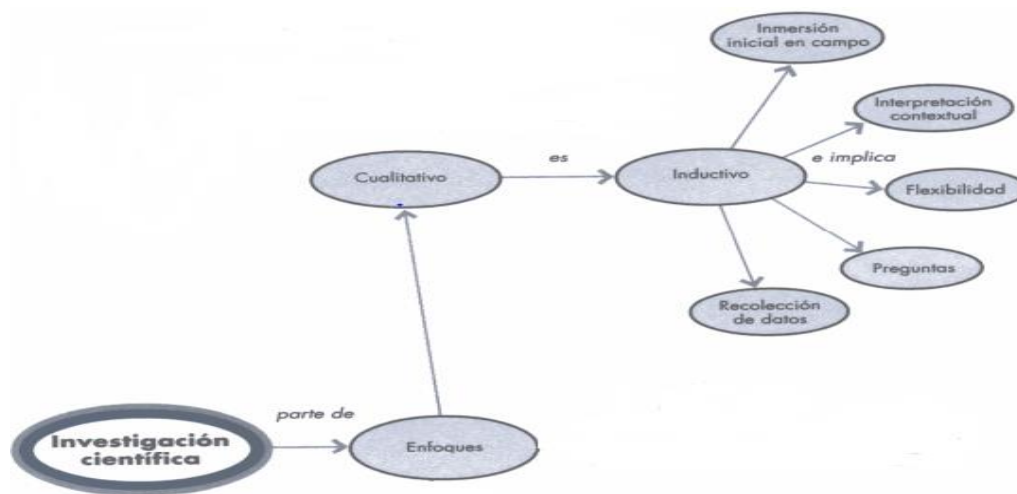 Inmersión
inicial en campo
Interpretación
contextual
es
e implica
Cualitativo
Inductivo
Flexibilidad
Preguntas
Recolección
de datos
parte de
Investigación
científica
Enfoques